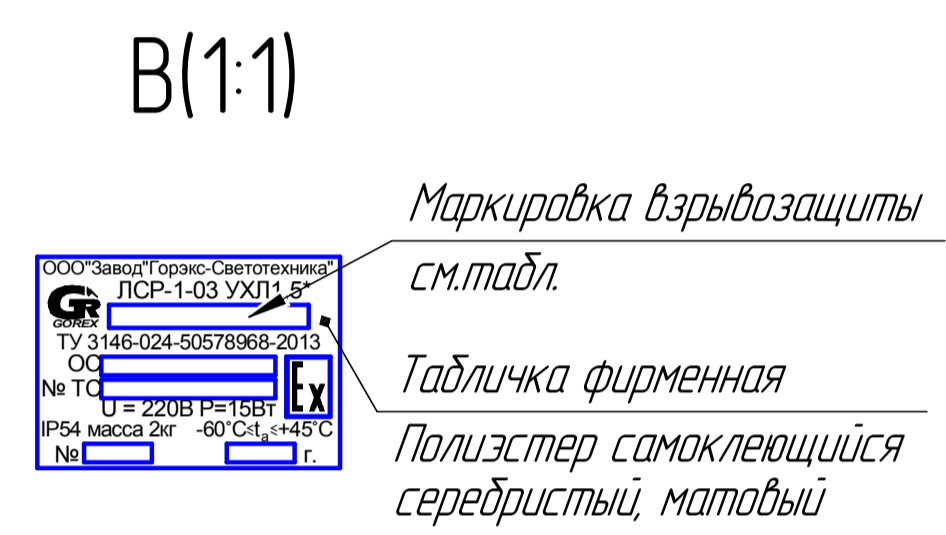 В(1:1)
Маркировка взрывозащиты
см.табл.
ООО"Завод"Горэкс-Светотехника"
ЛСР-1-03 УХЛ1,5*
GR
GOREX
ТУ 3146-024-50578968-2013
ОС
№ ТС
Ex
U = 220В Р=15Вт
IP54 масса 2кг -60°С≤ta≤+45°С
№ г.
Табличка фирменная
Полиэстер самоклеющийся
серебристый, матовый